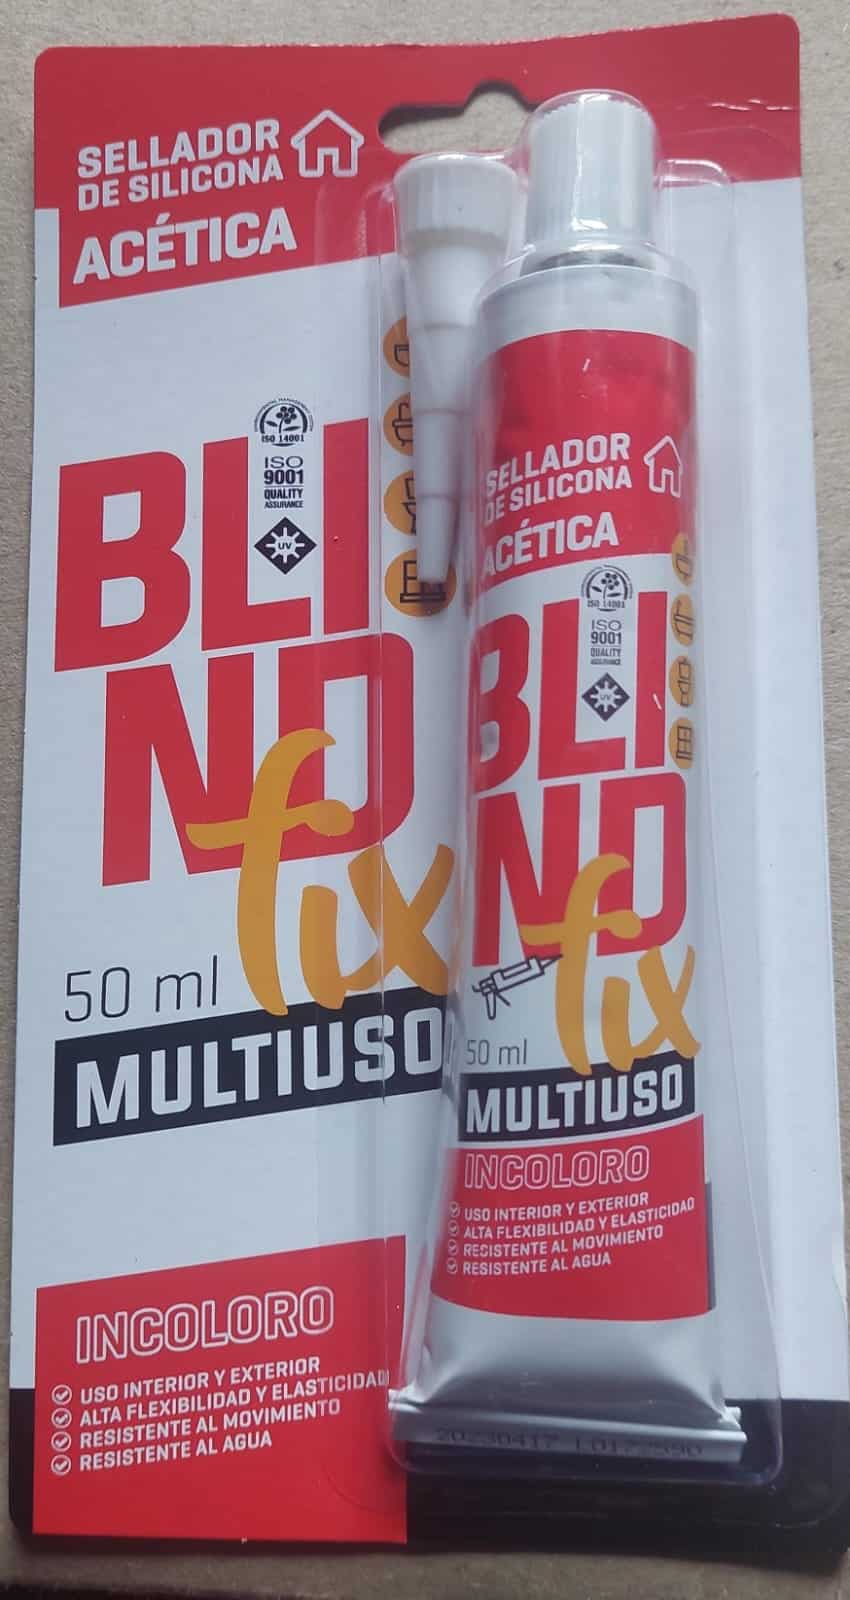 SELLADOR
DE SILICONA
ACÉTICA
ISO 14001
ISO
9001
QUALITY
ASSURANCE
UV
BLI
ND
fix
50 ml
MULTIUSO
INCOLORO
USO INTERIOR Y EXTERIOR
ALTA FLEXIBILIDAD Y ELASTICIDAD
RESISTENTE AL MOVIMIENTO
RESISTENTE AL AGUA
SELLADOR
DE SILICONA
ACÉTICA
ISO 14001
ISO
9001
QUALITY
ASSURANCE
UV
BLI
ND
fix
50 ml
MULTIUSO
INCOLORO
USO INTERIOR Y EXTERIOR
ALTA FLEXIBILIDAD Y ELASTICIDAD
RESISTENTE AL MOVIMIENTO
RESISTENTE AL AGUA
20230417